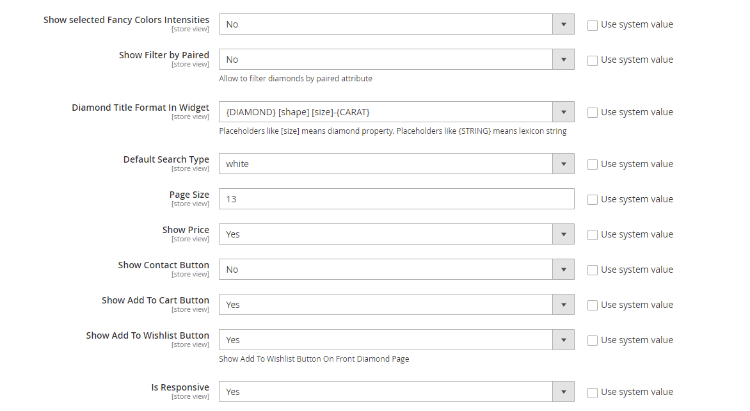 Show selected Fancy Colors Intensities
[store view]
No
Use system value
Show Filter by Paired
[store view]
No
Use system value
Allow to filter diamonds by paired attribute
Diamond Title Format In Widget
[store view]
{DIAMOND} [shape] [size]-{CARAT}
Use system value
Placeholders like [size] means diamond property. Placeholders like {STRING} means lexicon string
Default Search Type
[store view]
white
Use system value
Page Size
[store view]
13
Use system value
Show Price
[store view]
Yes
Use system value
Show Contact Button
[store view]
No
Use system value
Show Add To Cart Button
[store view]
Yes
Use system value
Show Add To Wishlist Button
[store view]
Yes
Use system value
Show Add To Wishlist Button On Front Diamond Page
Is Responsive
[store view]
Yes
Use system value